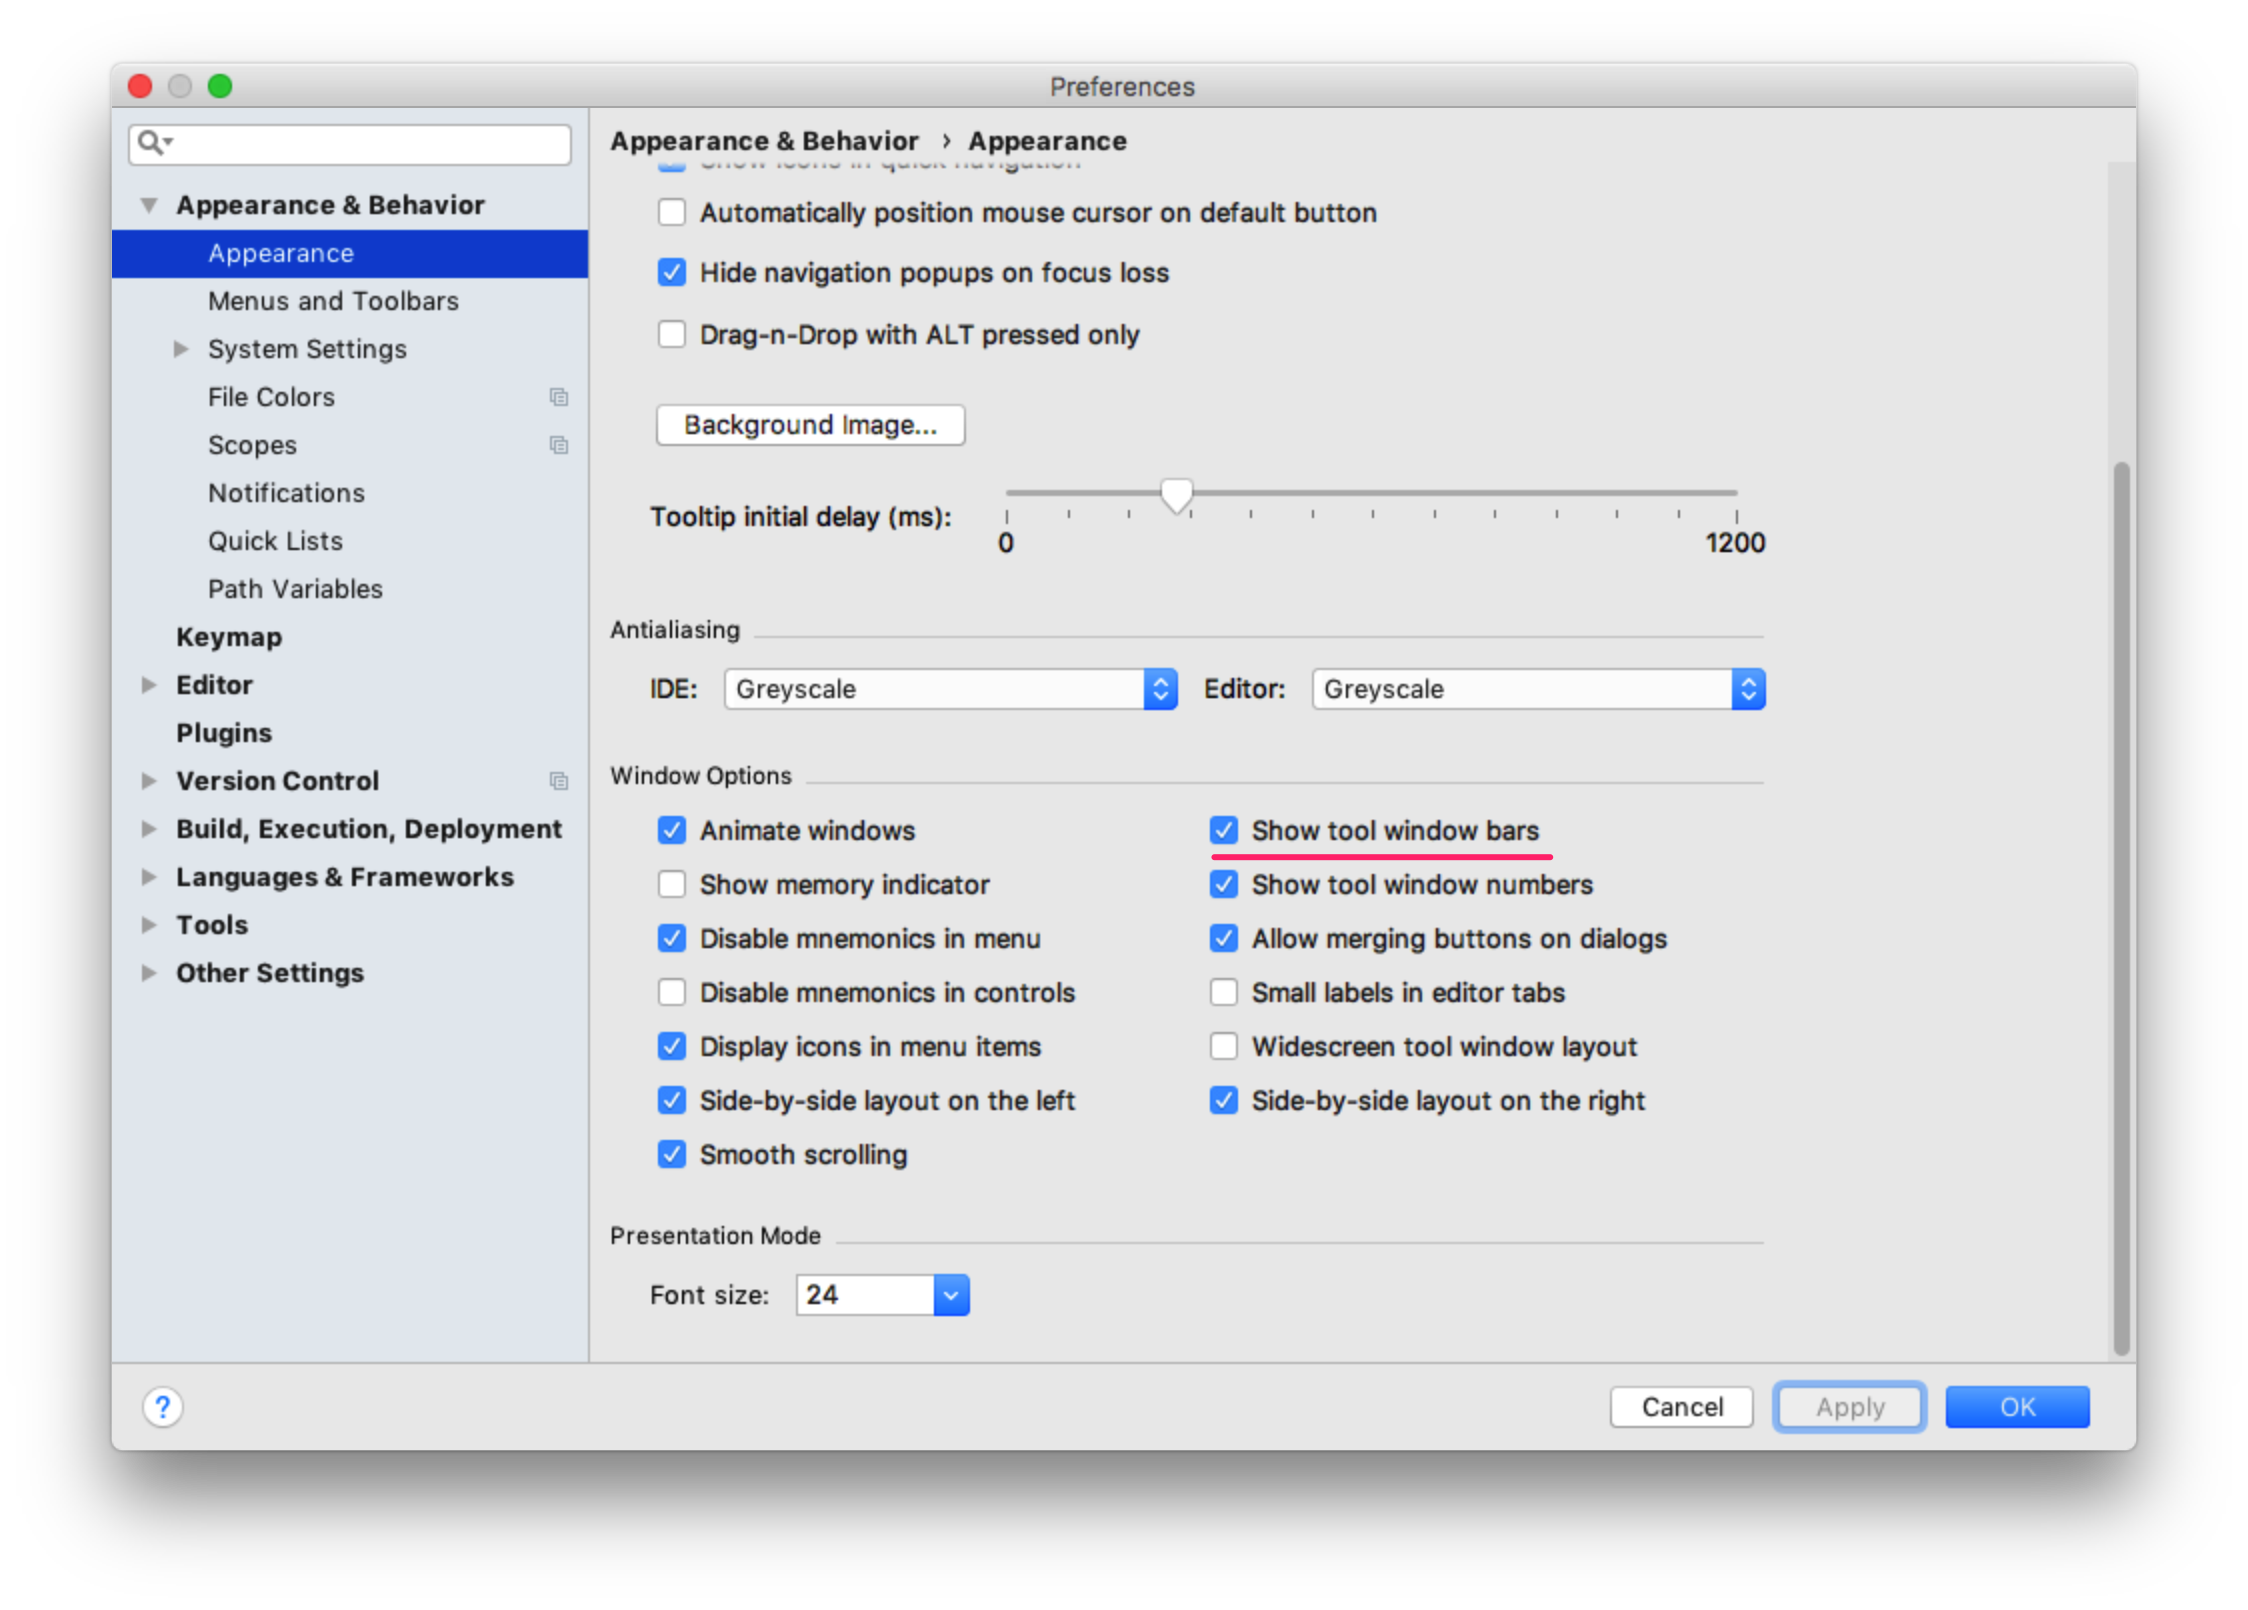 Preferences
Appearance & Behavior › Appearance
Appearance & Behavior
Appearance
Menus and Toolbars
System Settings
File Colors
Scopes
Notifications
Quick Lists
Path Variables
Keymap
Editor
Plugins
Version Control
Build, Execution, Deployment
Languages & Frameworks
Tools
Other Settings
Show icons in quick navigation
Automatically position mouse cursor on default button
Hide navigation popups on focus loss
Drag-n-Drop with ALT pressed only
Background Image...
Tooltip initial delay (ms):
0 1200
Antialiasing
IDE: Greyscale Editor: Greyscale
Window Options
Animate windows Show tool window bars
Show memory indicator Show tool window numbers
Disable mnemonics in menu Allow merging buttons on dialogs
Disable mnemonics in controls Small labels in editor tabs
Display icons in menu items Widescreen tool window layout
Side-by-side layout on the left Side-by-side layout on the right
Smooth scrolling
Presentation Mode
Font size: 24
? Cancel Apply OK